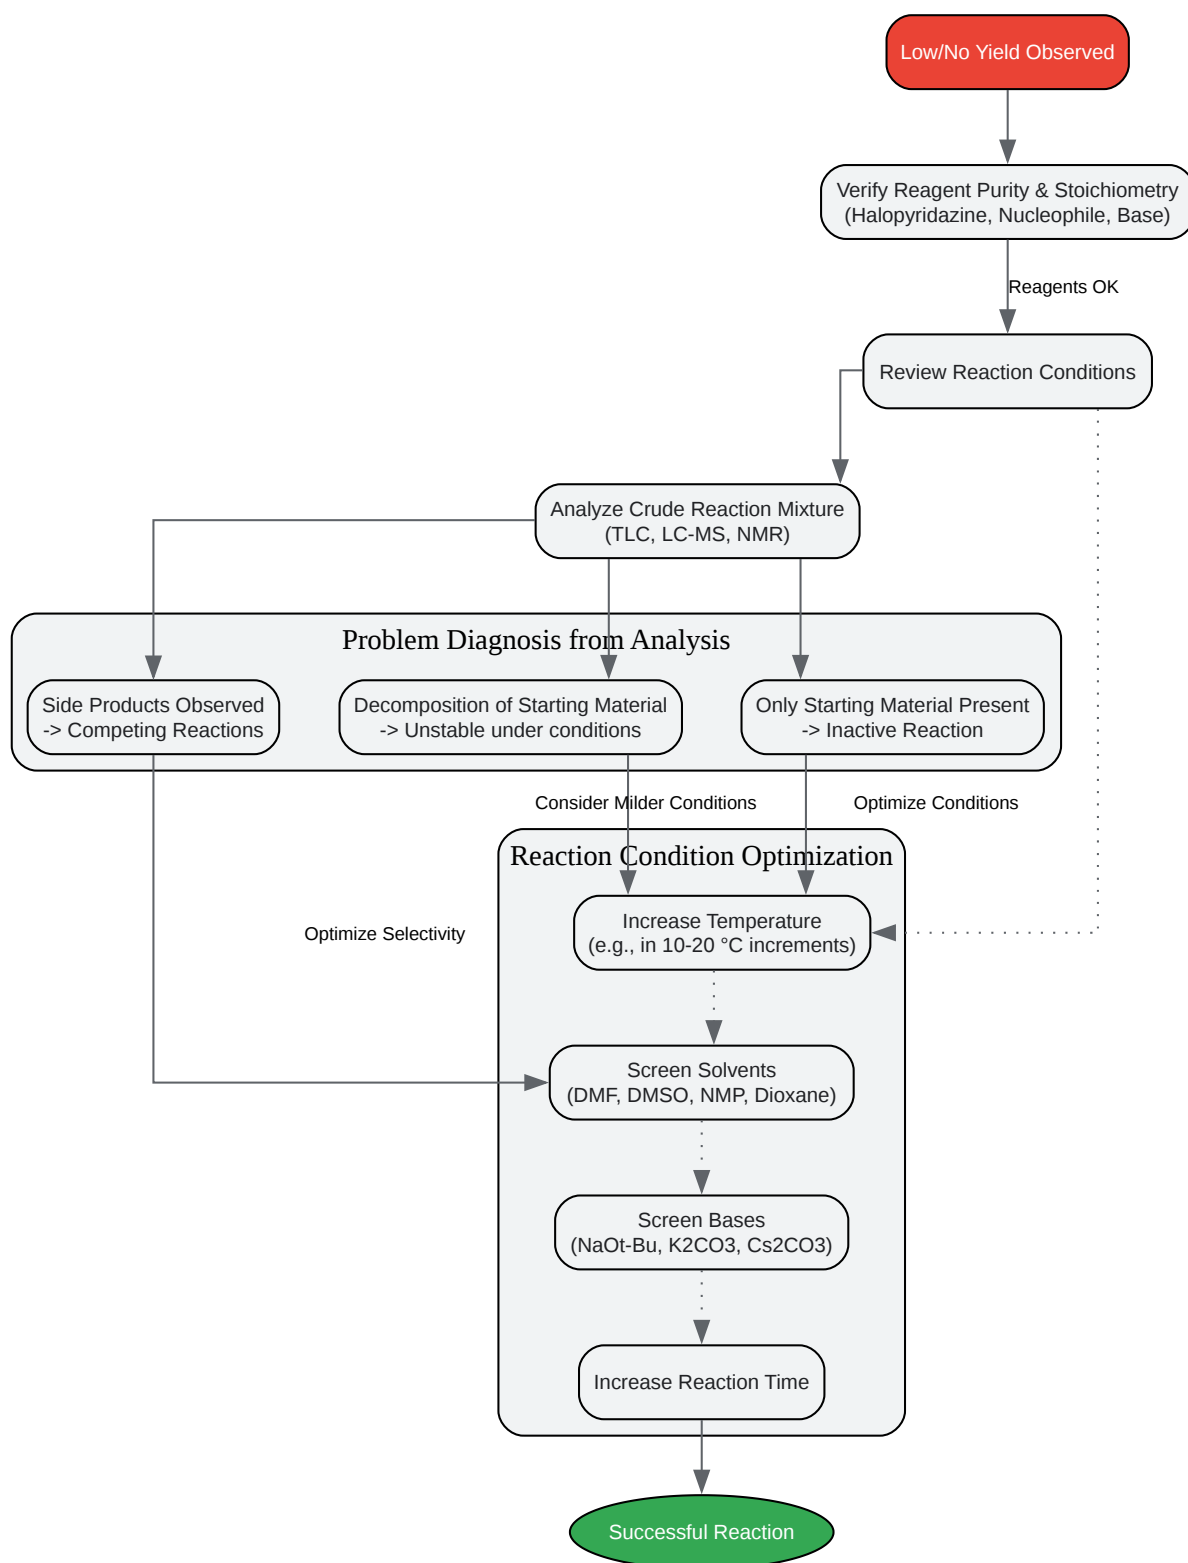 Low/No Yield Observed
Verify Reagent Purity & Stoichiometry
(Halopyridazine, Nucleophile, Base)
Reagents OK
Review Reaction Conditions
Analyze Crude Reaction Mixture
(TLC, LC-MS, NMR)
Problem Diagnosis from Analysis
Side Products Observed
-> Competing Reactions
Decomposition of Starting Material
-> Unstable under conditions
Only Starting Material Present
-> Inactive Reaction
Consider Milder Conditions
Optimize Conditions
Reaction Condition Optimization
Increase Temperature
(e.g., in 10-20 °C increments)
Optimize Selectivity
Screen Solvents
(DMF, DMSO, NMP, Dioxane)
Screen Bases
(NaOt-Bu, K2CO3, Cs2CO3)
Increase Reaction Time
Successful Reaction